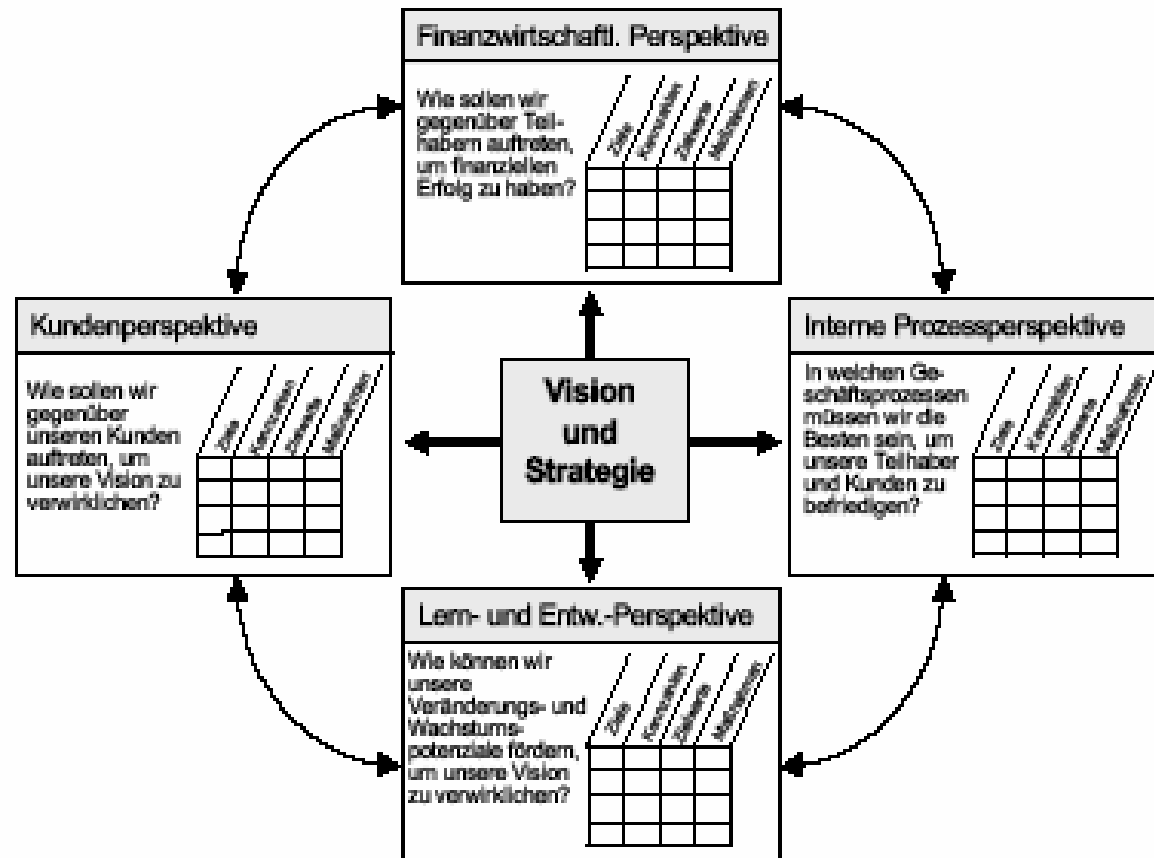 Finanzwirtschaftl. Perspektive
Wie sollen wir
gegenüber Teil-
habern auftreten,
um finanziellen
Erfolg zu haben?
Ziele
Kennzahlen
Zielwerte
Maßnahmen
Kundenperspektive
Wie sollen wir
gegenüber
unseren Kunden
auftreten, um
unsere Vision zu
verwirklichen?
Ziele
Kennzahlen
Zielwerte
Maßnahmen
Vision
und
Strategie
Interne Prozessperspektive
In welchen Ge-
schäftsprozessen
müssen wir die
Besten sein, um
unsere Teilhaber
und Kunden zu
befriedigen?
Ziele
Kennzahlen
Zielwerte
Maßnahmen
Lern- und Entw.-Perspektive
Wie können wir
unsere
Veränderungs- und
Wachstums-
potenziale fördern,
um unsere Vision
zu verwirklichen?
Ziele
Kennzahlen
Zielwerte
Maßnahmen